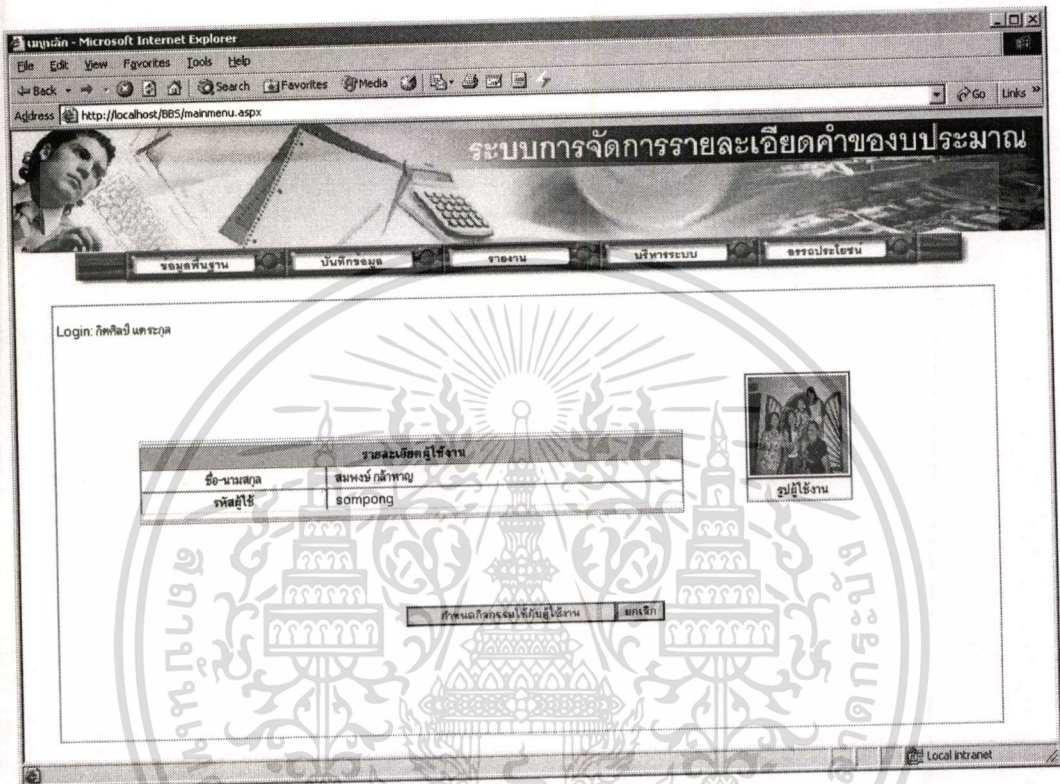 เมนูหลัก - Microsoft Internet Explorer
File Edit View Favorites Tools Help
Back Search Favorites Media
Address http://localhost/BBS/mainmenu.aspx Go Links »
ระบบการจัดการรายละเอียดคำของบประมาณ
ข้อมูลพื้นฐาน บันทึกข้อมูล รายงาน บริหารระบบ อรรถประโยชน์
Login: กิตศิลป์
รายละเอียดผู้ใช้งาน
ชื่อ-นามสกุล สมพงษ์ กล้าหาญ
รหัสผู้ใช้ sompong
รูปผู้ใช้งาน
กำหนดกิจกรรมให้กับผู้ใช้งาน ยกเลิก
Local intranet